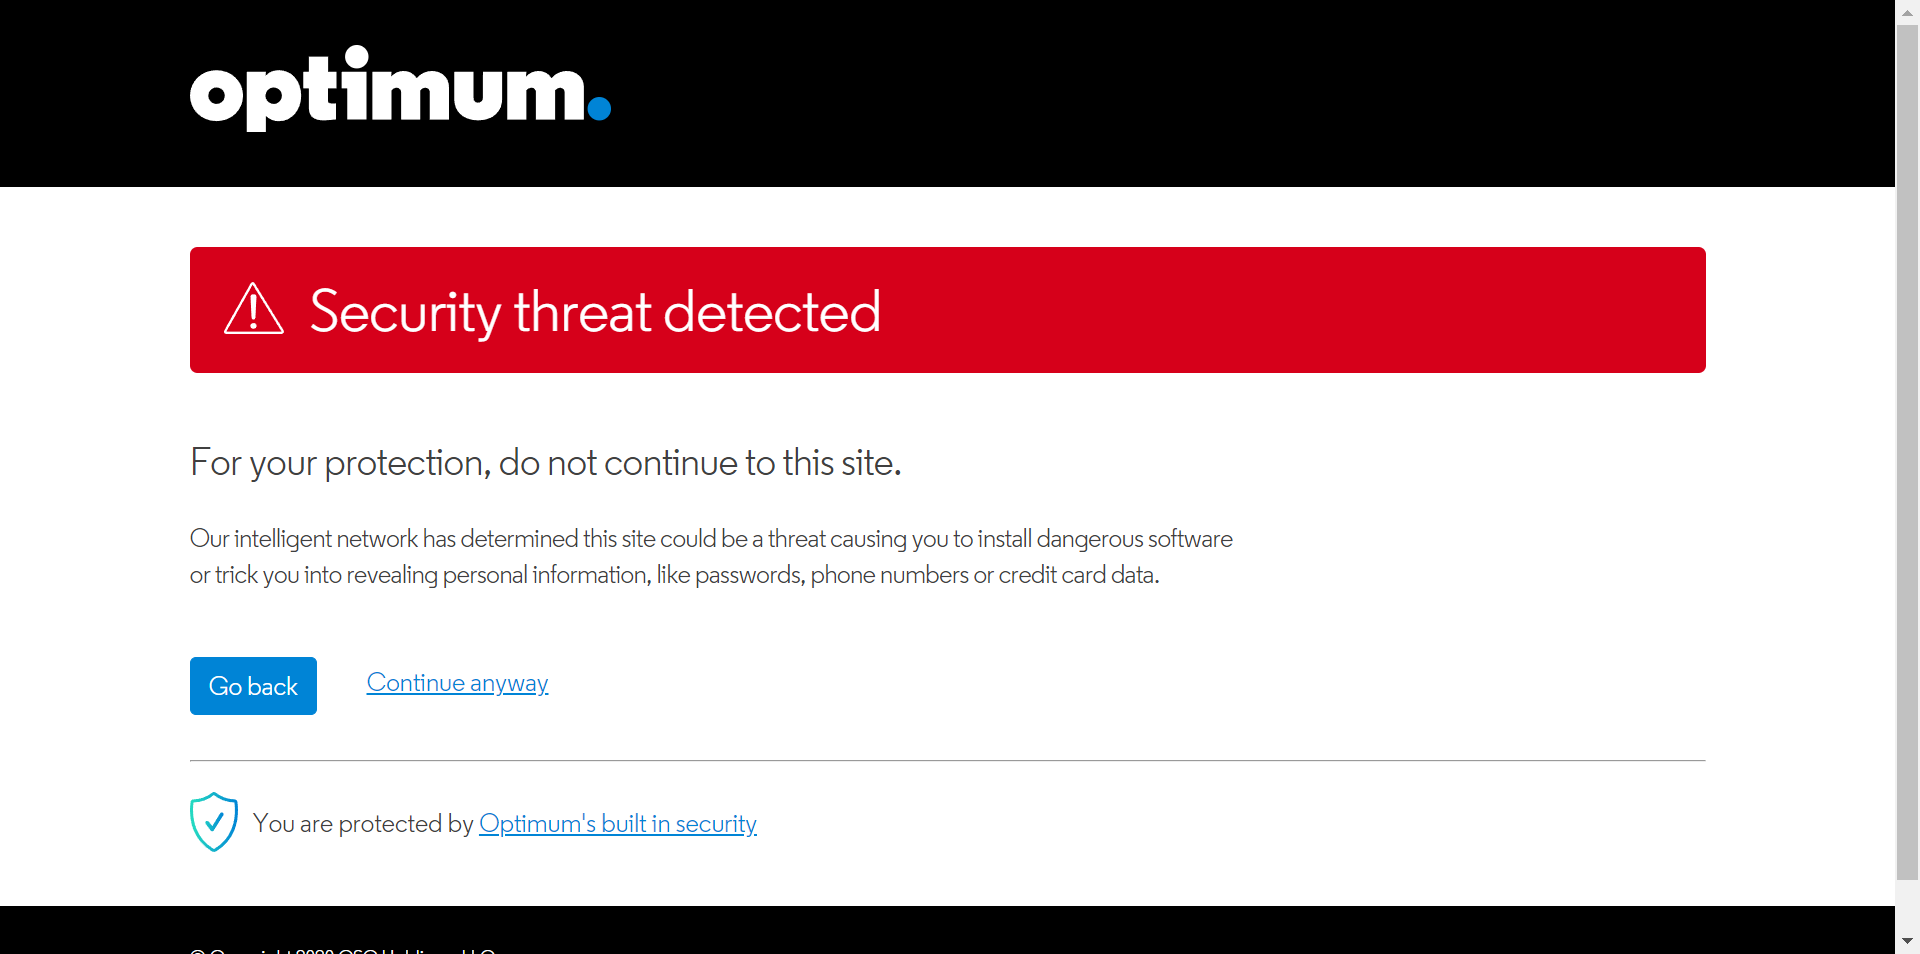 optimum.
Security threat detected
For your protection, do not continue to this site.
Our intelligent network has determined this site could be a threat causing you to install dangerous software
or trick you into revealing personal information, like passwords, phone numbers or credit card data.
Go back
Continue anyway
You are protected by Optimum's built in security